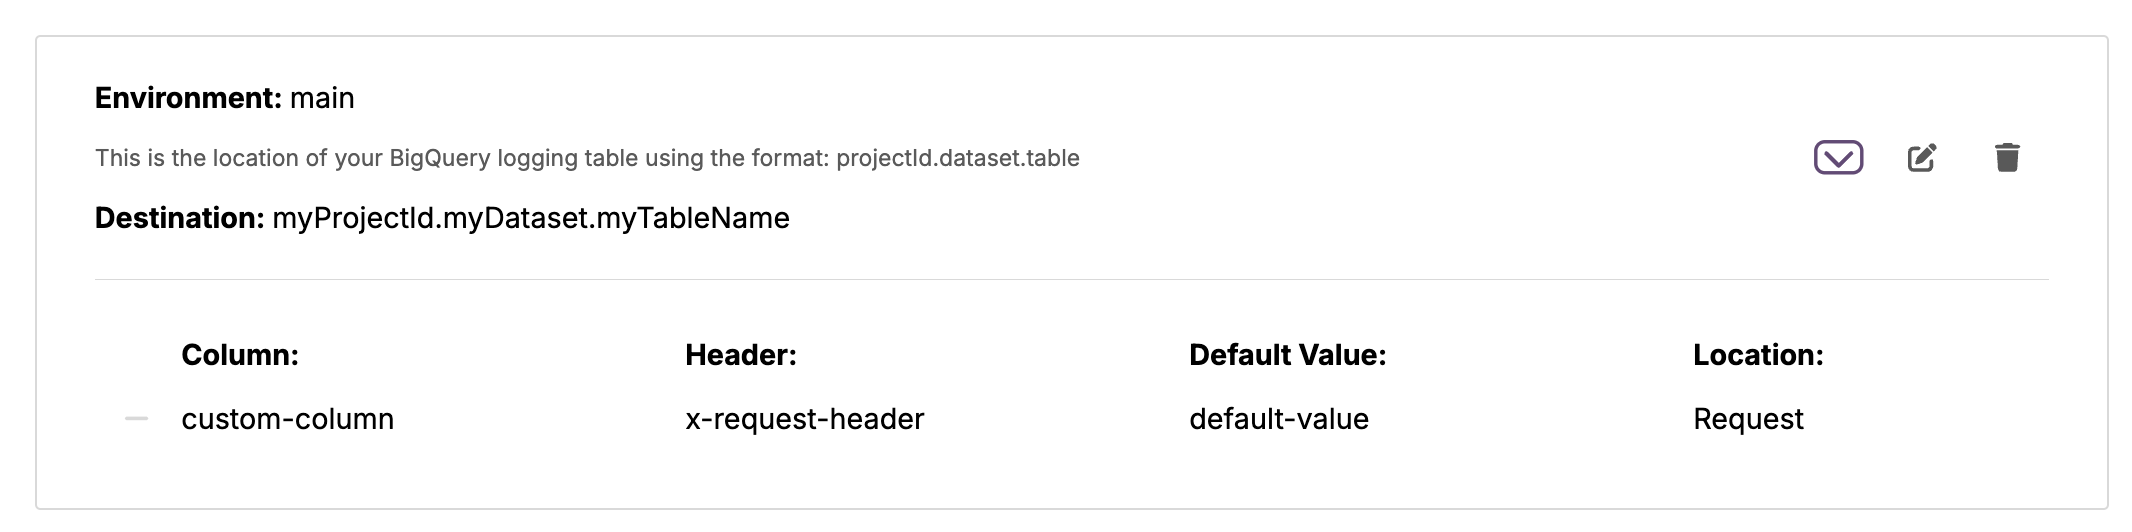 Environment: main
This is the location of your BigQuery logging table using the format: projectId.dataset.table
Destination: myProjectId.myDataset.myTableName
Column: Header: Default Value: Location:
custom-column x-request-header default-value Request